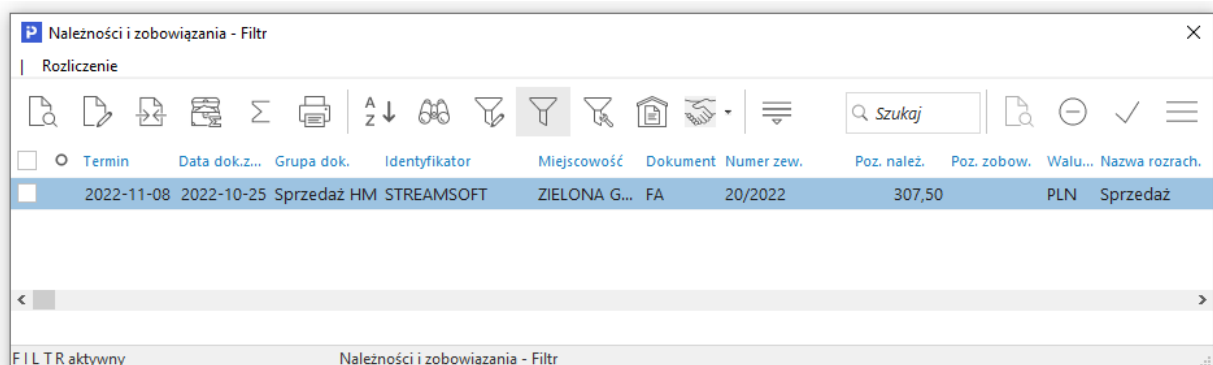 Należności i zobowiązania - Filtr
| Rozliczenie
A Z Szukaj
Termin Data dok.z... Grupa dok. Identyfikator Miejscowość Dokument Numer zew. Poz. należ. Poz. zobow. Walu... Nazwa rozrach.
2022-11-08 2022-10-25 Sprzedaż HM STREAMSOFT ZIELONA G... FA 20/2022 307,50 PLN Sprzedaż
F I L T R aktywny Należności i zobowiazania - Filtr